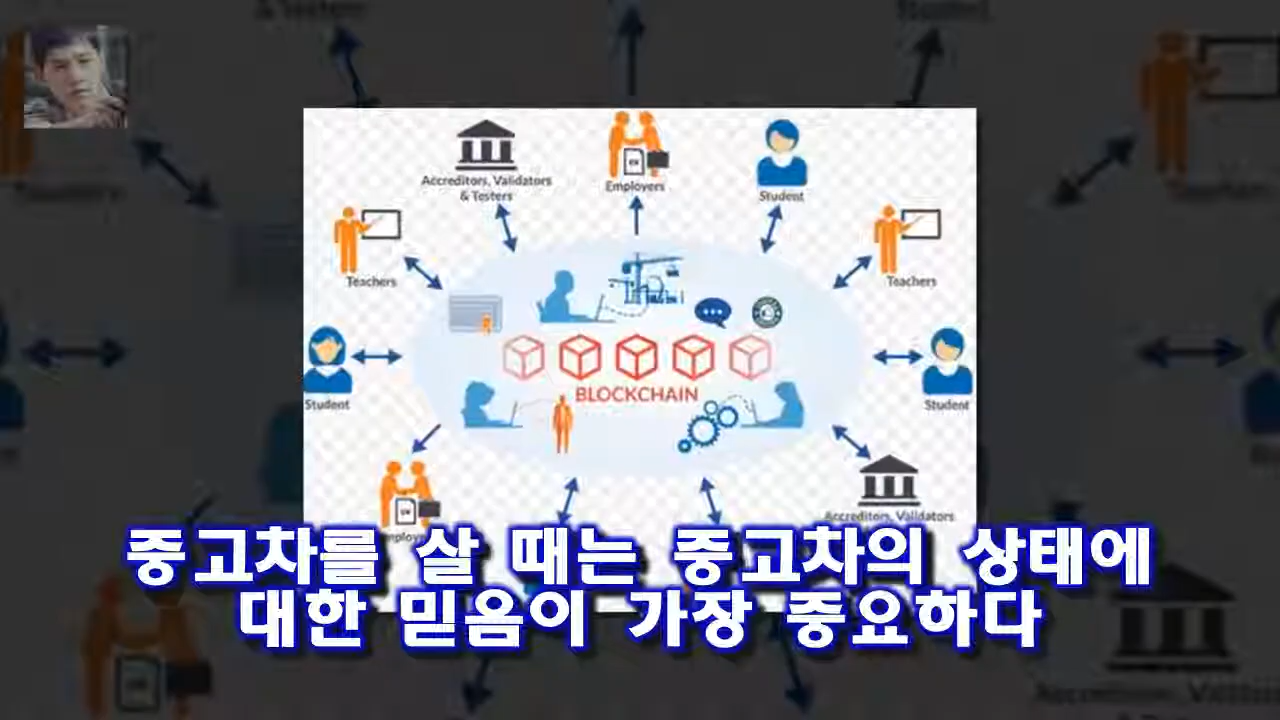 Accreditors, Validators
& Testers
Employers
Student
Teachers
Teachers
BLOCKCHAIN
Student
Student
Accreditors, Validators
중고차를 살 때는 중고차의 상태에
대한 믿음이 가장 중요하다